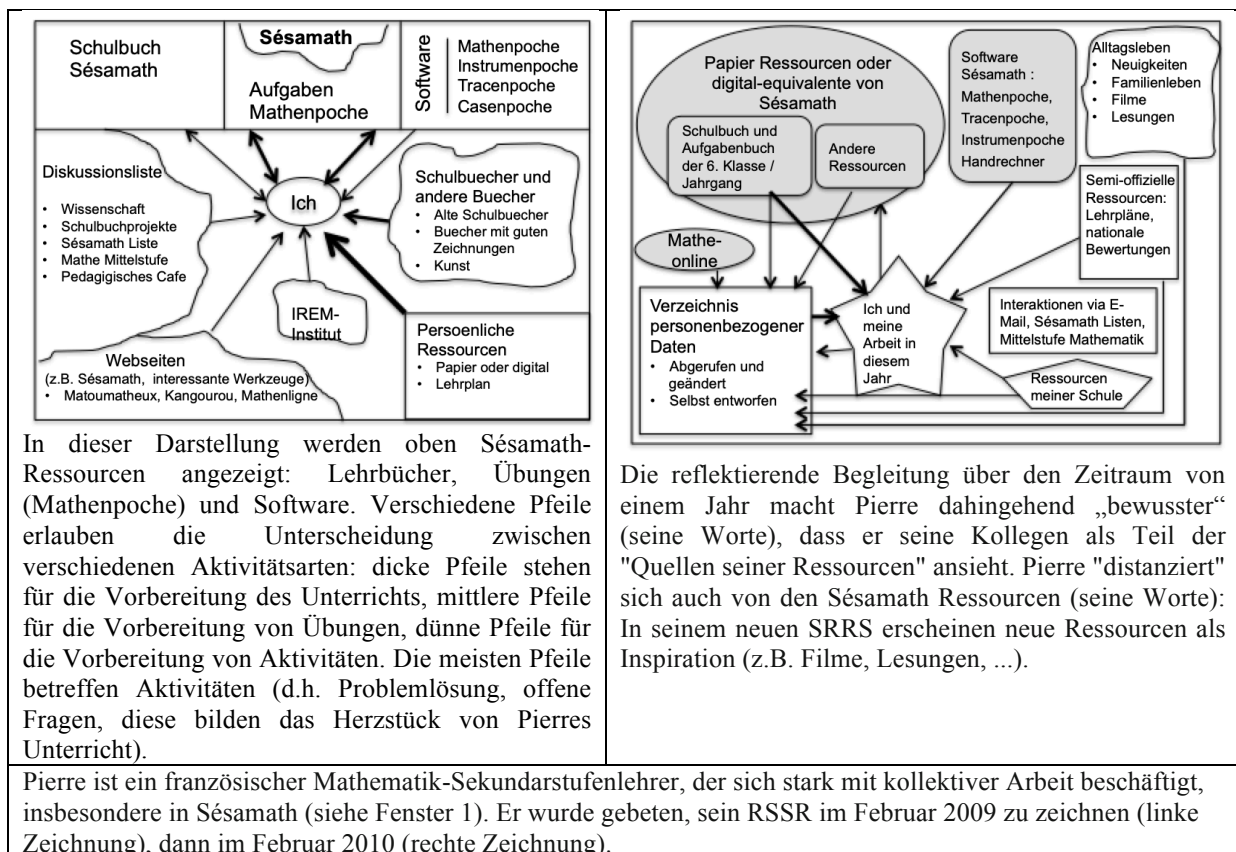 Schulbuch
Sésamath
Sésamath
Aufgaben
Mathenpoche
Software
Mathenpoche
Instrumenpoche
Tracenpoche
Casenpoche
Diskussionsliste
• Wissenschaft
• Schulbuchprojekte
• Sésamath Liste
• Mathe Mittelstufe
• Pedagigisches Cafe
Ich
Schulbuecher und
andere Buecher
• Alte Schulbuecher
• Buecher mit guten
Zeichnungen
• Kunst
IREM-
Institut
Webseiten
(z.B. Sésamath, interessante Werkzeuge)
• Matoumatheux, Kangourou, Mathenligne
Persoenliche
Ressourcen
• Papier oder digital
• Lehrplan
In dieser Darstellung werden oben Sésamath-
Ressourcen angezeigt: Lehrbücher, Übungen
(Mathenpoche) und Software. Verschiedene Pfeile
erlauben die Unterscheidung zwischen
verschiedenen Aktivitätsarten: dicke Pfeile stehen
für die Vorbereitung des Unterrichts, mittlere Pfeile
für die Vorbereitung von Übungen, dünne Pfeile für
die Vorbereitung von Aktivitäten. Die meisten Pfeile
betreffen Aktivitäten (d.h. Problemlösung, offene
Fragen, diese bilden das Herzstück von Pierres
Unterricht).
Papier Ressourcen oder
digital-equivalente von
Sésamath
Schulbuch und
Aufgabenbuch
der 6. Klasse /
Jahrgang
Andere
Ressourcen
Software
Sésamath :
Mathenpoche,
Tracenpoche,
Instrumenpoche
Handrechner
Alltagsleben
• Neuigkeiten
• Familienleben
• Filme
• Lesungen
Semi-offizielle
Ressourcen:
Lehrpläne,
nationale
Bewertungen
Mathe-
online
Verzeichnis
personenbezogener
Daten
• Abgerufen und
geändert
• Selbst entworfen
Ich und
meine
Arbeit in
diesem
Jahr
Interaktionen via E-
Mail, Sésamath Listen,
Mittelstufe Mathematik
Ressourcen
meiner Schule
Die reflektierende Begleitung über den Zeitraum von
einem Jahr macht Pierre dahingehend „bewusster“
(seine Worte), dass er seine Kollegen als Teil der
"Quellen seiner Ressourcen" ansieht. Pierre "distanziert"
sich auch von den Sésamath Ressourcen (seine Worte):
In seinem neuen SRRS erscheinen neue Ressourcen als
Inspiration (z.B. Filme, Lesungen, ...).
Pierre ist ein französischer Mathematik-Sekundarstufenlehrer, der sich stark mit kollektiver Arbeit beschäftigt,
insbesondere in Sésamath (siehe Fenster 1). Er wurde gebeten, sein RSSR im Februar 2009 zu zeichnen (linke
Zeichnung), dann im Februar 2010 (rechte Zeichnung).